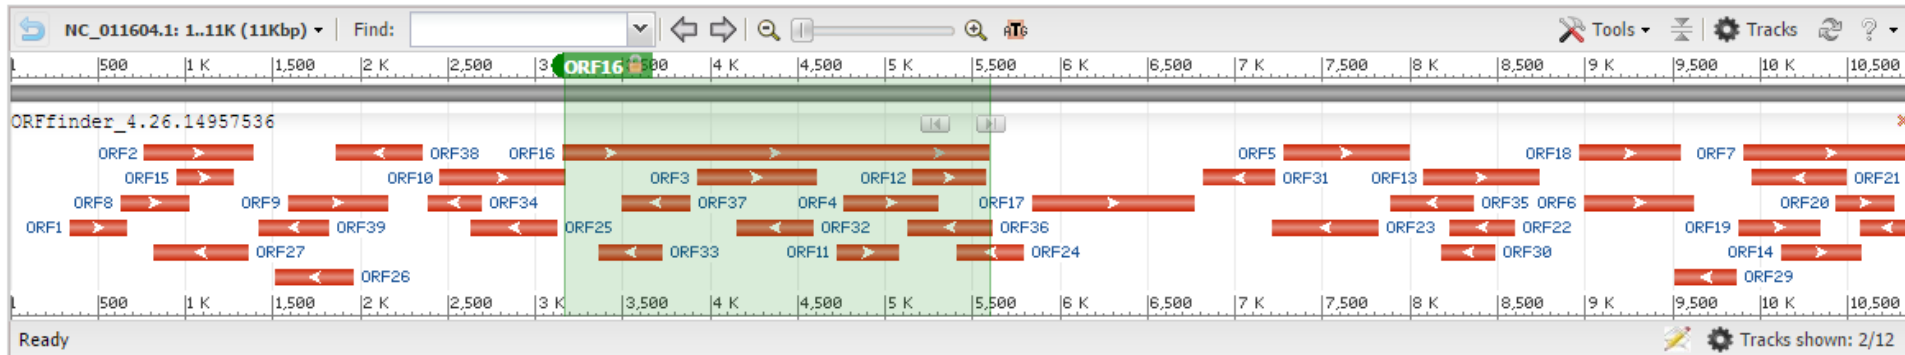 NC_011604.1: 1..11K (11Kbp) Find: ATG Tools Tracks ?
1 500 1 K 1,500 2 K 2,500 3 ORF16 500 4 K 4,500 5 K 5,500 6 K 6,500 7 K 7,500 8 K 8,500 9 K 9,500 10 K 10,500
ORFfinder_4.26.14957536
ORF2 ORF38 ORF16 ORF5 ORF18 ORF7
ORF15 ORF10 ORF3 ORF12 ORF31 ORF13 ORF21
ORF8 ORF9 ORF34 ORF37 ORF4 ORF17 ORF35 ORF6 ORF20
ORF1 ORF39 ORF25 ORF32 ORF36 ORF23 ORF22 ORF19
ORF27 ORF33 ORF11 ORF24 ORF30 ORF14
ORF26 ORF29
1 500 1 K 1,500 2 K 2,500 3 K 3,500 4 K 4,500 5 K 5,500 6 K 6,500 7 K 7,500 8 K 8,500 9 K 9,500 10 K 10,500
Ready Tracks shown: 2/12